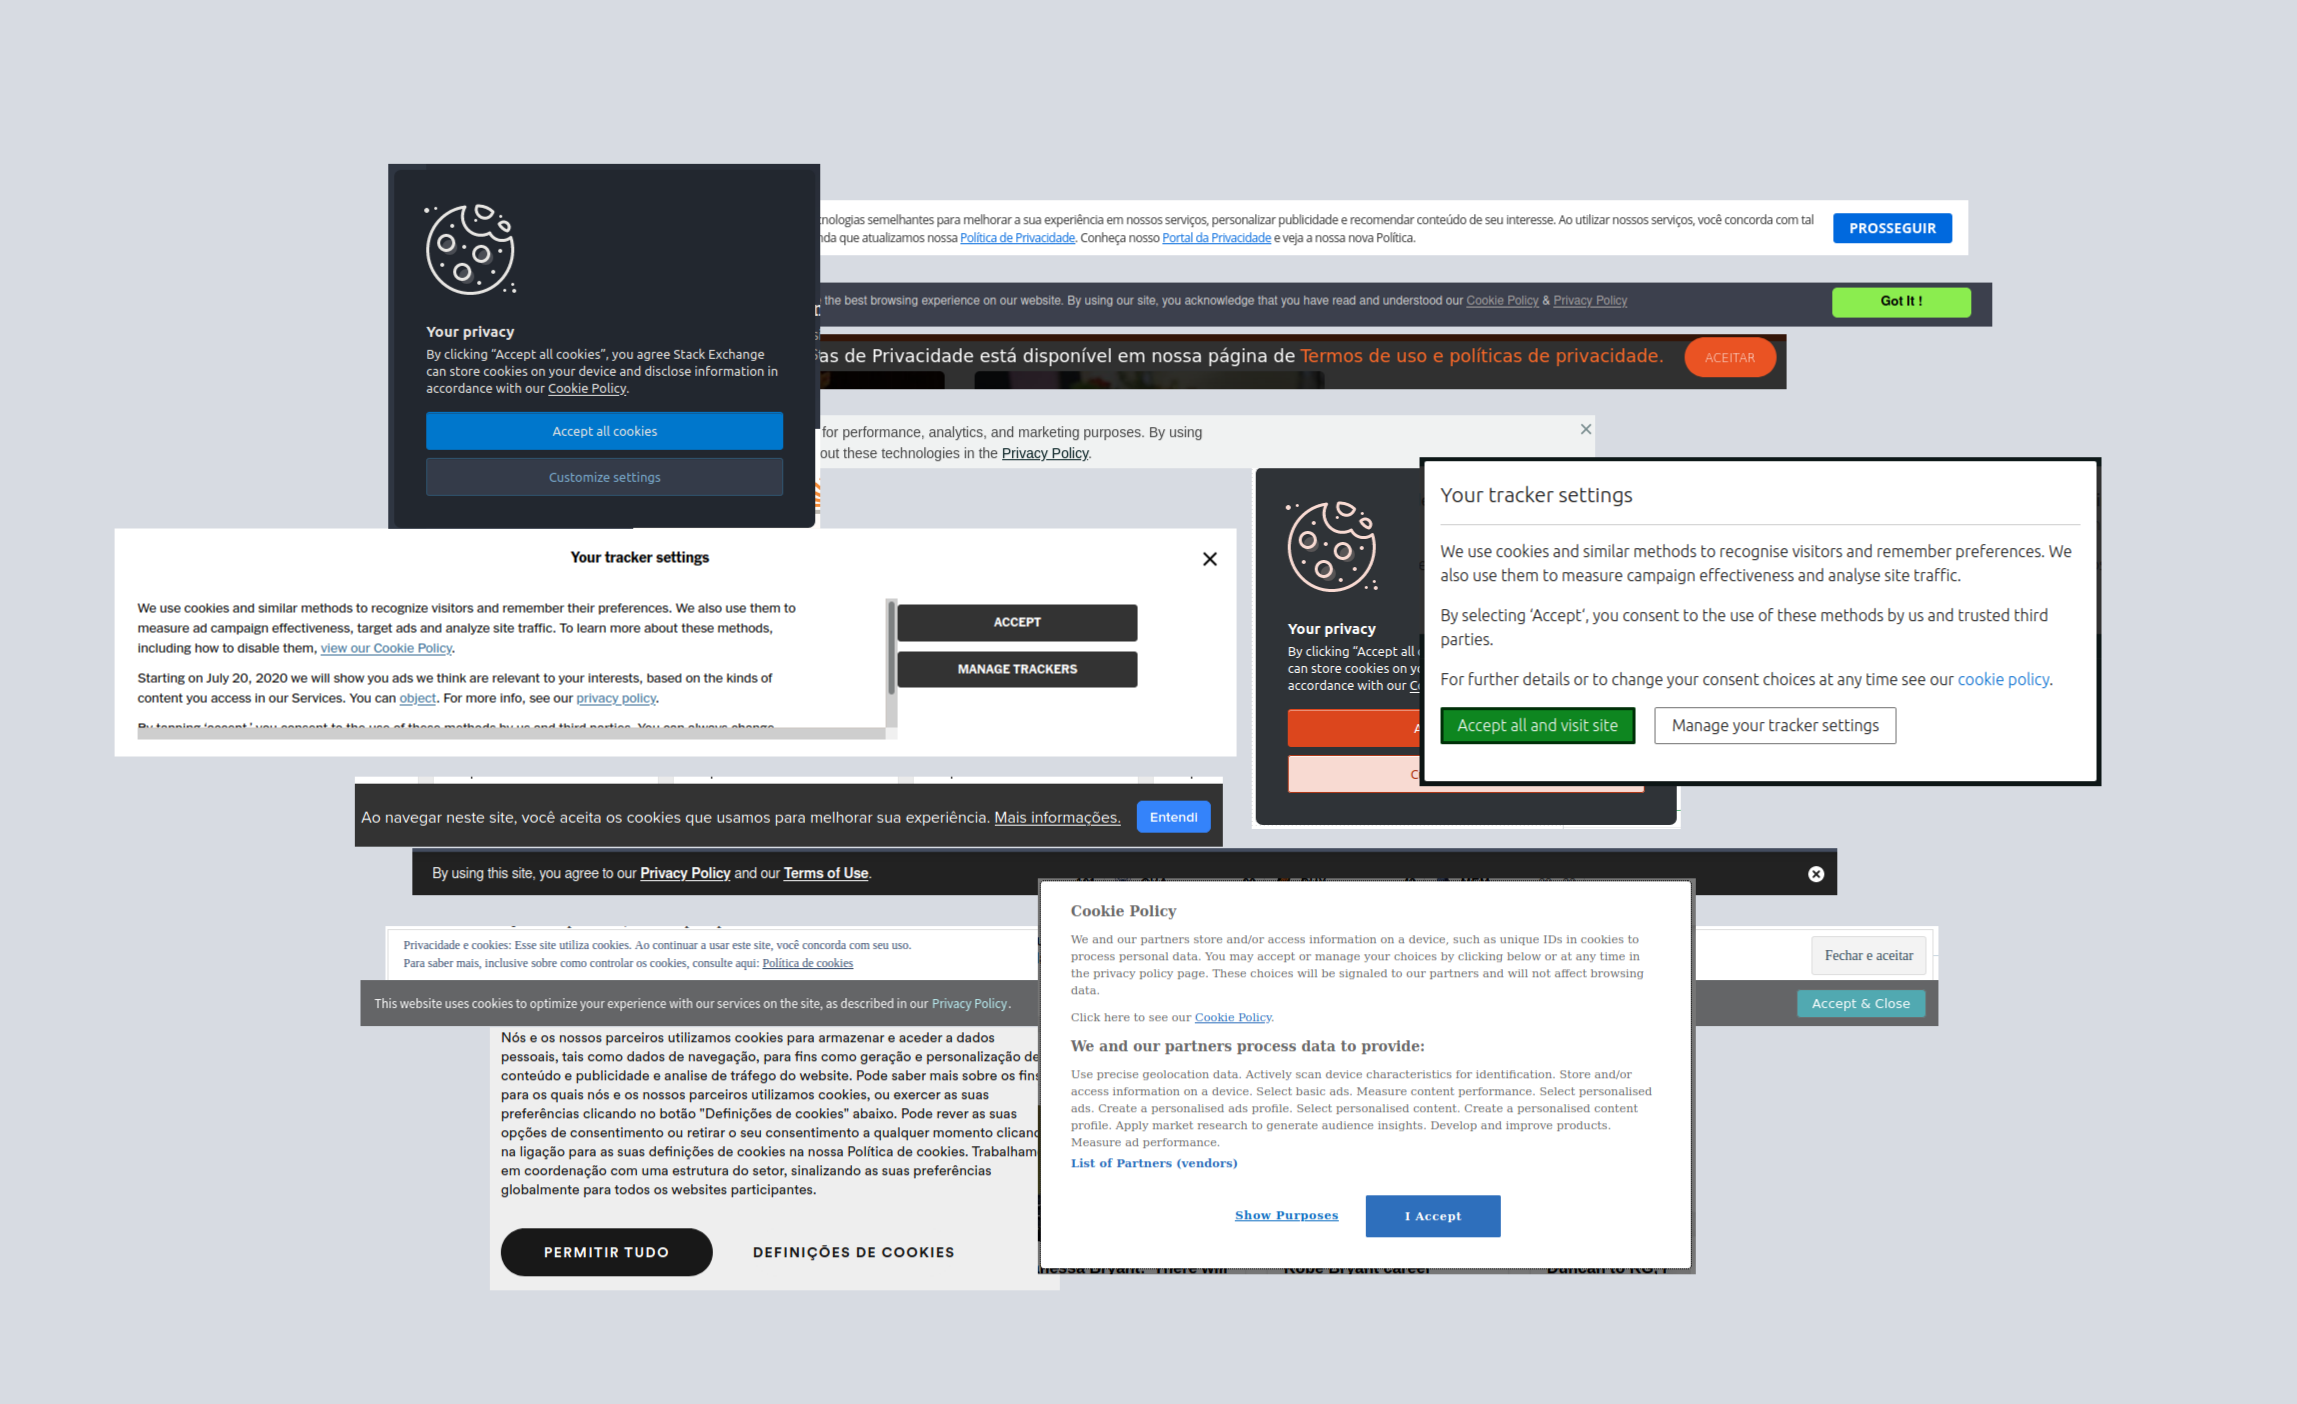 Your privacy
By clicking “Accept all cookies”, you agree Stack Exchange
can store cookies on your device and disclose information in
accordance with our Cookie Policy.
Accept all cookies
Customize settings
semelhantes para melhorar a sua experiência em nossos serviços, personalizar publicidade e recomendar conteúdo de seu interesse. Ao utilizar nossos serviços, você concorda com tal
que atualizamos nossa Política de Privacidade. Conheça nosso Portal da Privacidade e veja a nossa nova Política.
PROSSEGUIR
the best browsing experience on our website. By using our site, you acknowledge that you have read and understood our Cookie Policy & Privacy Policy
Got It !
as de Privacidade está disponível em nossa página de Termos de uso e políticas de privacidade.
ACEITAR
for performance, analytics, and marketing purposes. By using
out these technologies in the Privacy Policy.
Your tracker settings
We use cookies and similar methods to recognize visitors and remember their preferences. We also use them to
measure ad campaign effectiveness, target ads and analyze site traffic. To learn more about these methods,
including how to disable them, view our Cookie Policy.
Starting on July 20, 2020 we will show you ads we think are relevant to your interests, based on the kinds of
content you access in our Services. You can object. For more info, see our privacy policy.
By tapping ‘accept,’ you consent to the use of these methods by us and third parties. You can always change
ACCEPT
MANAGE TRACKERS
Your privacy
By clicking “Accept all
can store cookies on
accordance with our
Your tracker settings
We use cookies and similar methods to recognise visitors and remember preferences. We
also use them to measure campaign effectiveness and analyse site traffic.
By selecting ‘Accept‘, you consent to the use of these methods by us and trusted third
parties.
For further details or to change your consent choices at any time see our cookie policy.
Accept all and visit site
Manage your tracker settings
Ao navegar neste site, você aceita os cookies que usamos para melhorar sua experiência. Mais informações.
Entendi
By using this site, you agree to our Privacy Policy and our Terms of Use.
Privacidade e cookies: Esse site utiliza cookies. Ao continuar a usar este site, você concorda com seu uso.
Para saber mais, inclusive sobre como controlar os cookies, consulte aqui: Política de cookies
Fechar e aceitar
This website uses cookies to optimize your experience with our services on the site, as described in our Privacy Policy.
Accept & Close
Nós e os nossos parceiros utilizamos cookies para armazenar e aceder a dados
pessoais, tais como dados de navegação, para fins como geração e personalização de
conteúdo e publicidade e analise de tráfego do website. Pode saber mais sobre os fins
para os quais nós e os nossos parceiros utilizamos cookies, ou exercer as suas
preferências clicando no botão "Definições de cookies" abaixo. Pode rever as suas
opções de consentimento ou retirar o seu consentimento a qualquer momento
na ligação para as suas definições de cookies na nossa Política de cookies.
em coordenação com uma estrutura do setor, sinalizando as suas preferências
globalmente para todos os websites participantes.
PERMITIR TUDO
DEFINIÇÕES DE COOKIES
Cookie Policy
We and our partners store and/or access information on a device, such as unique IDs in cookies to
process personal data. You may accept or manage your choices by clicking below or at any time in
the privacy policy page. These choices will be signaled to our partners and will not affect browsing
data.
Click here to see our Cookie Policy.
We and our partners process data to provide:
Use precise geolocation data. Actively scan device characteristics for identification. Store and/or
access information on a device. Select basic ads. Measure content performance. Select personalised
ads. Create a personalised ads profile. Select personalised content. Create a personalised content
profile. Apply market research to generate audience insights. Develop and improve products.
Measure ad performance.
List of Partners (vendors)
Show Purposes
I Accept